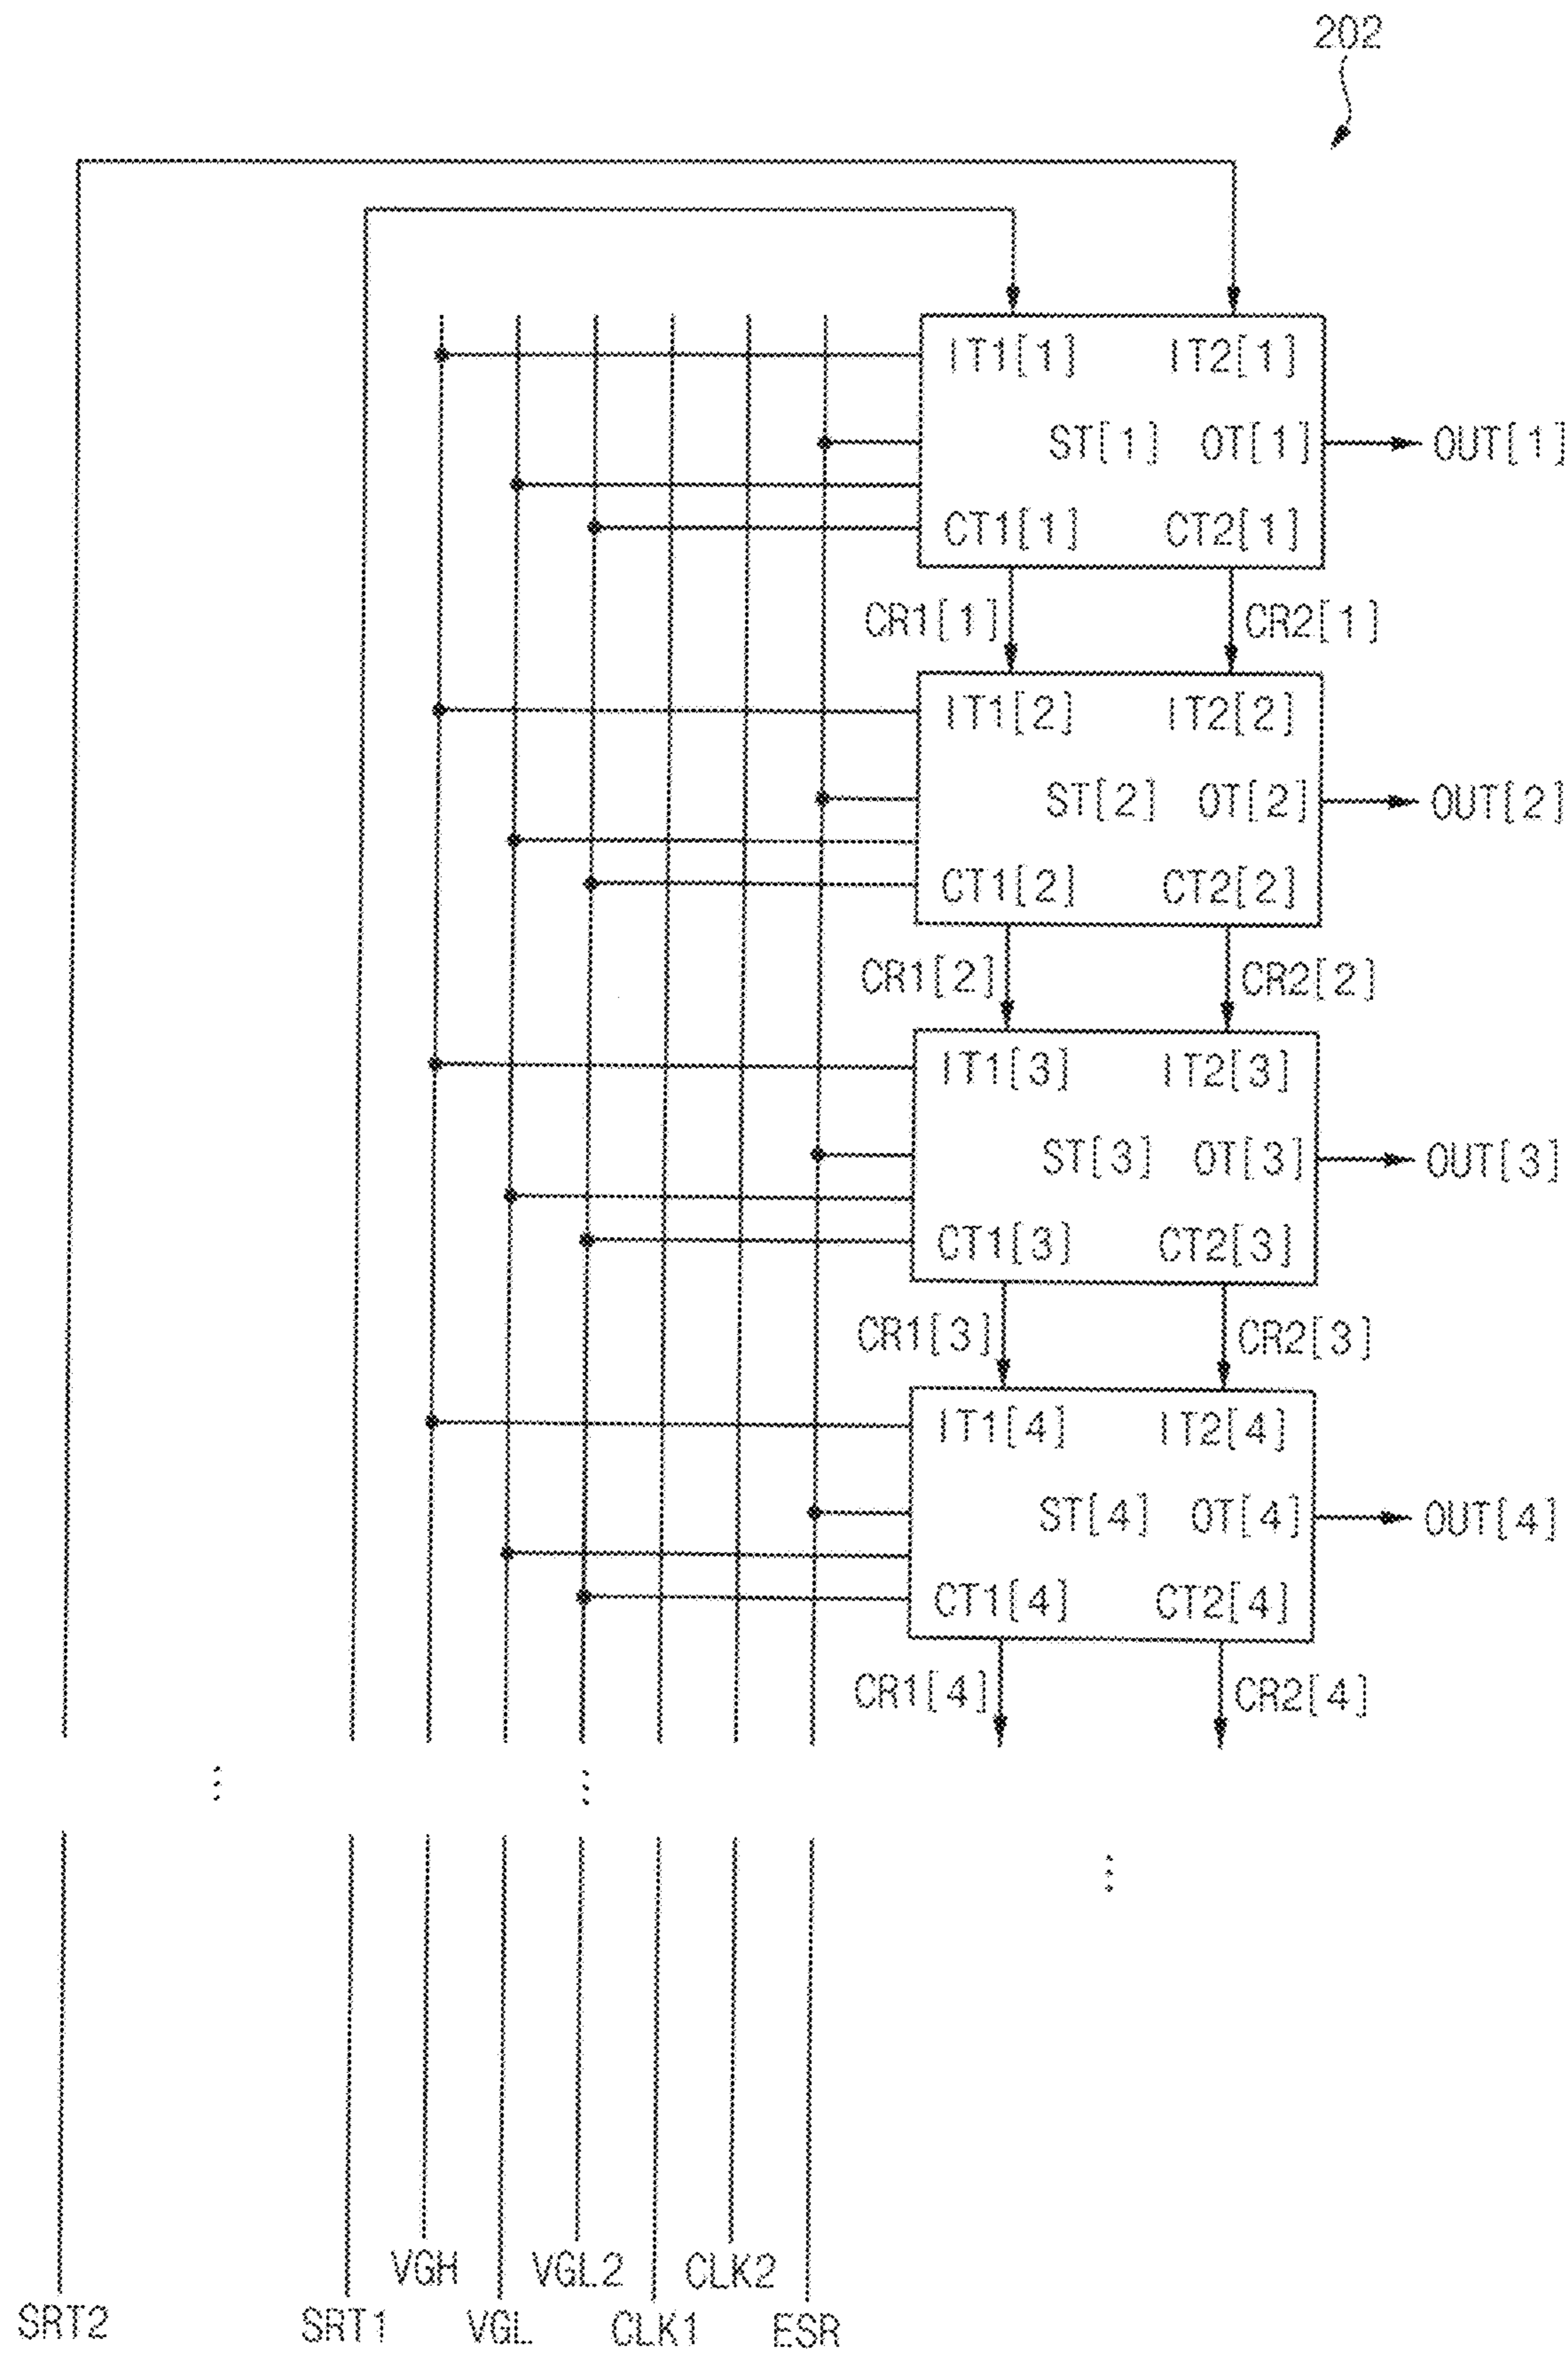 202
IT1[1] IT2[1]
ST[1] OT[1] OUT[1]
CT1[1] CT2[1]
CR1[1] CR2[1]
IT1[2] IT2[2]
ST[2] OT[2] OUT[2]
CT1[2] CT2[2]
CR1[2] CR2[2]
IT1[3] IT2[3]
ST[3] OT[3] OUT[3]
CT1[3] CT2[3]
CR1[3] CR2[3]
IT1[4] IT2[4]
ST[4] OT[4] OUT[4]
CT1[4] CT2[4]
CR1[4] CR2[4]
VGH VGL2 CLK2
SRT2 SRT1 VGL CLK1 ESR